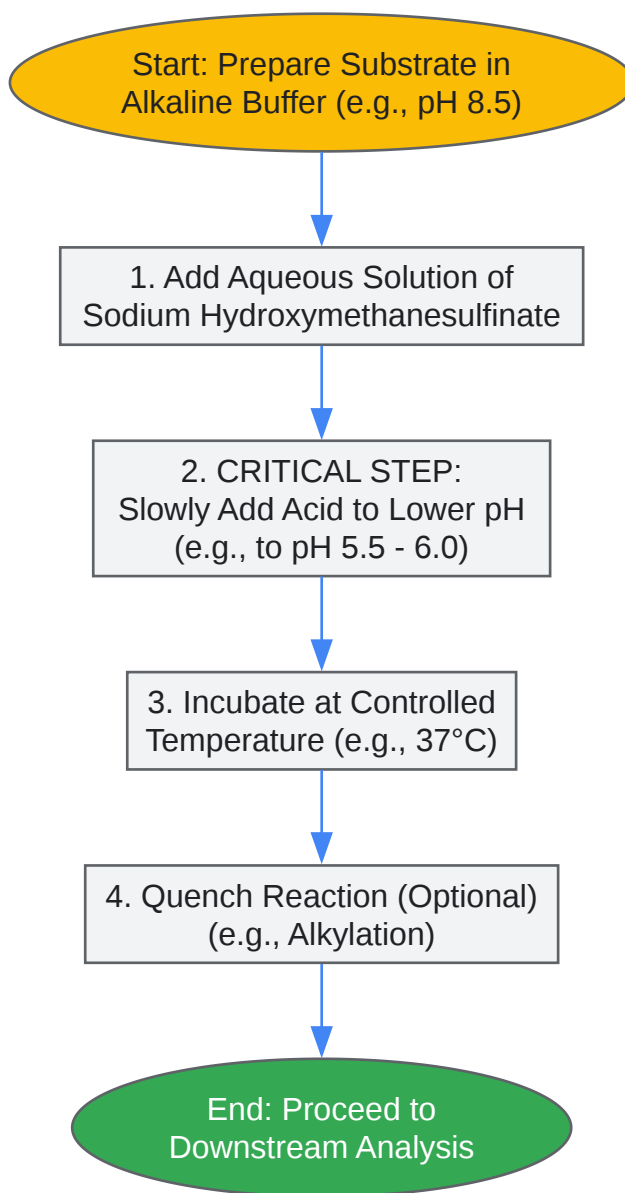 Start: Prepare Substrate in
Alkaline Buffer (e.g., pH 8.5)
1. Add Aqueous Solution of
Sodium Hydroxymethanesulfinate
2. CRITICAL STEP:
Slowly Add Acid to Lower pH
(e.g., to pH 5.5 - 6.0)
3. Incubate at Controlled
Temperature (e.g., 37°C)
4. Quench Reaction (Optional)
(e.g., Alkylation)
End: Proceed to
Downstream Analysis